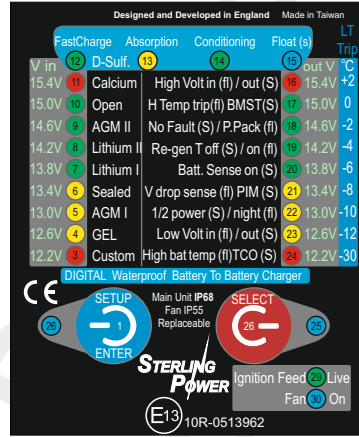 Designed and Developed in England Made in Taiwan
LT
FastCharge Absorption Conditioning Float (s) Trip
V in 12 D-Sulf. 13 14 15 out V °C
15.4V 11 Calcium High Volt in (fl) / out (S) 16 15.4V +2
15.0V 10 Open H Temp trip(fl) BMST(S) 17 15.0V 0
14.6V 9 AGM II No Fault (S) / P.Pack (fl) 18 14.6V -2
14.2V 8 Lithium II Re-gen T off (S) / on (fl) 19 14.2V -4
13.8V 7 Lithium I Batt. Sense on (S) 20 13.8V -6
13.4V 6 Sealed V drop sense (fl) PIM (S) 21 13.4V -8
13.0V 5 AGM I 1/2 power (S) / night (fl) 22 13.0V -10
12.6V 4 GEL Low Volt in (fl) / out (S) 23 12.6V -12
12.2V 3 Custom High bat temp(fl)TCO (S) 24 12.2V -30
DIGITAL Waterproof Battery To Battery Charger
CE
SETUP
1
ENTER
26
Main Unit IP68
Fan IP55
Replaceable
SELECT
26
25
STERLING
POWER
Ignition Feed 29 Live
Fan 30 On
E13 10R-0513962